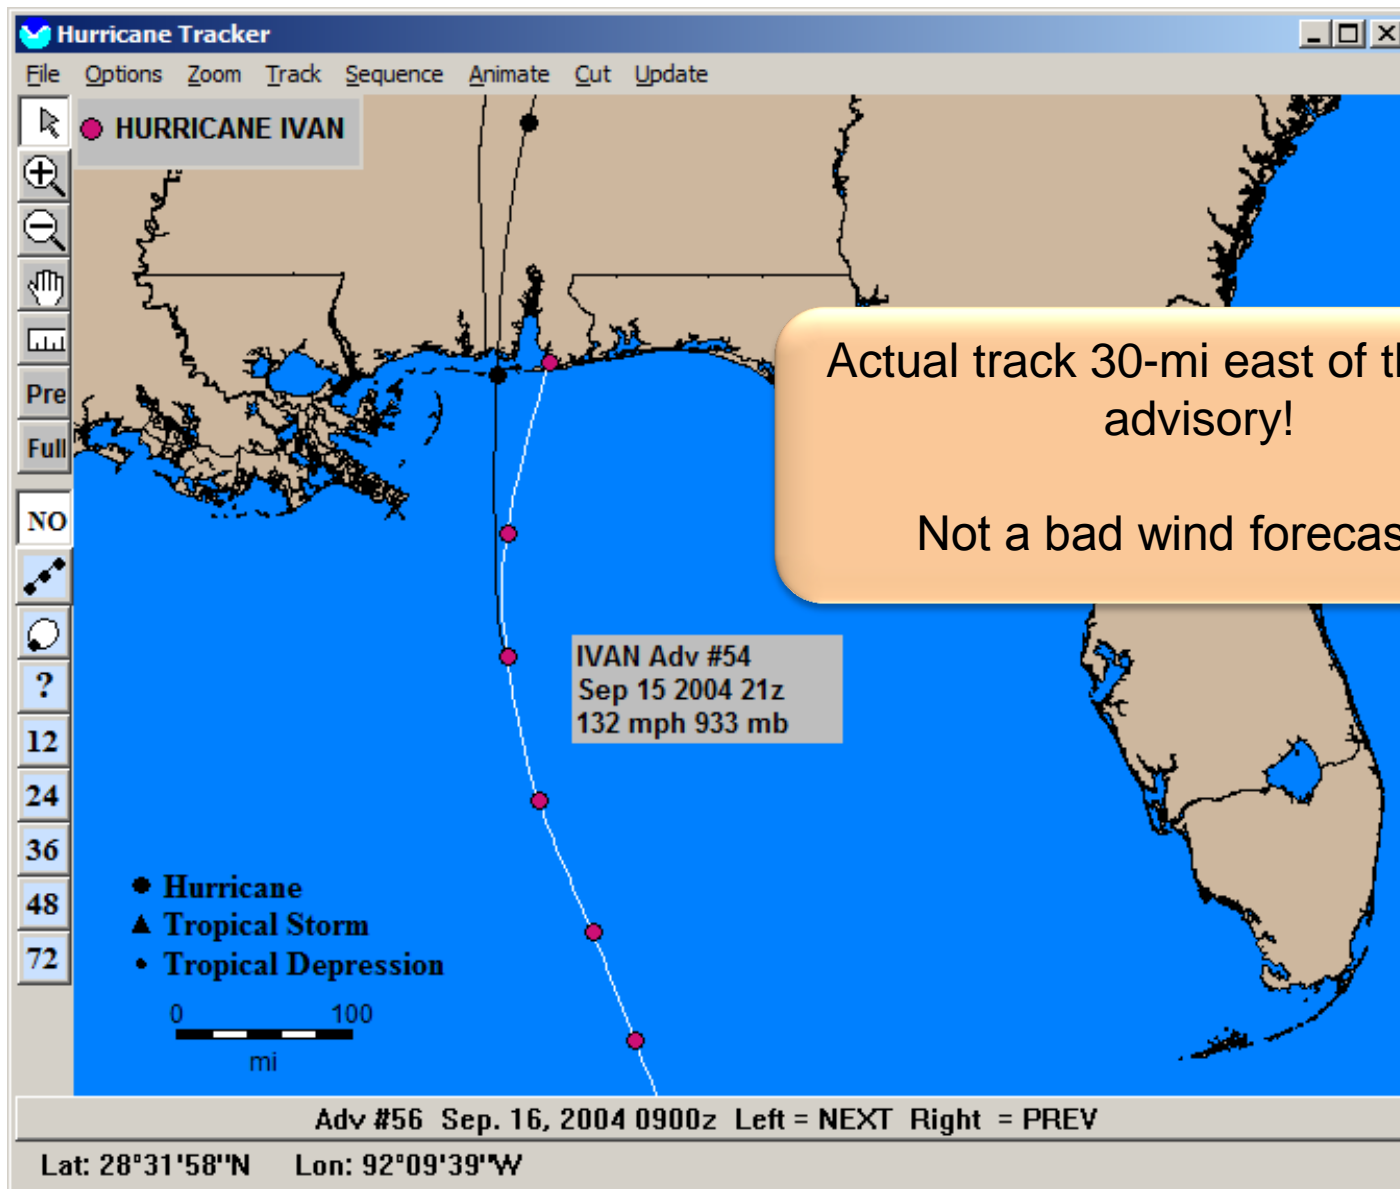 Hurricane Tracker
File Options Zoom Track Sequence Animate Cut Update
HURRICANE IVAN
Pre
Full
NO
?
12
24
36
48
72
Actual track 30-mi east of
advisory!
Not a bad wind
IVAN Adv #54
Sep 15 2004 21z
132 mph 933 mb
Hurricane
Tropical Storm
Tropical Depression
0 100
mi
Adv #56 Sep. 16, 2004 0900z Left = NEXT Right = PREV
Lat: 28°31'58"N Lon: 92°09'39"W